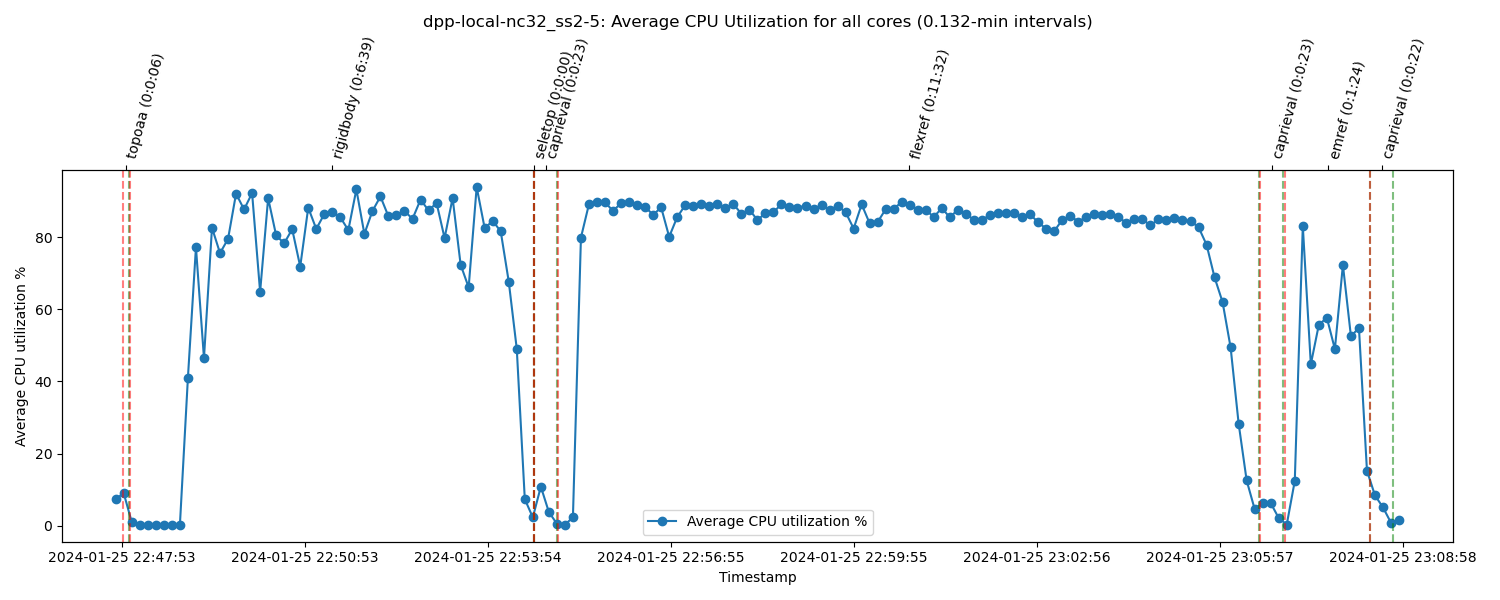 dpp-local-nc32_ss2-5: Average CPU Utilization for all cores (0.132-min intervals)
topoaa (0:0:06)
rigidbody (0:6:39)
seletop (0:0:00)
caprieval (0:0:23)
flexref (0:11:32)
caprieval (0:0:23)
emref (0:1:24)
caprieval (0:0:22)
Average CPU utilization %
80
60
40
20
0
Average CPU utilization %
2024-01-25 22:47:53
2024-01-25 22:50:53
2024-01-25 22:53:54
2024-01-25 22:56:55
2024-01-25 22:59:55
2024-01-25 23:02:56
2024-01-25 23:05:57
2024-01-25 23:08:58
Timestamp